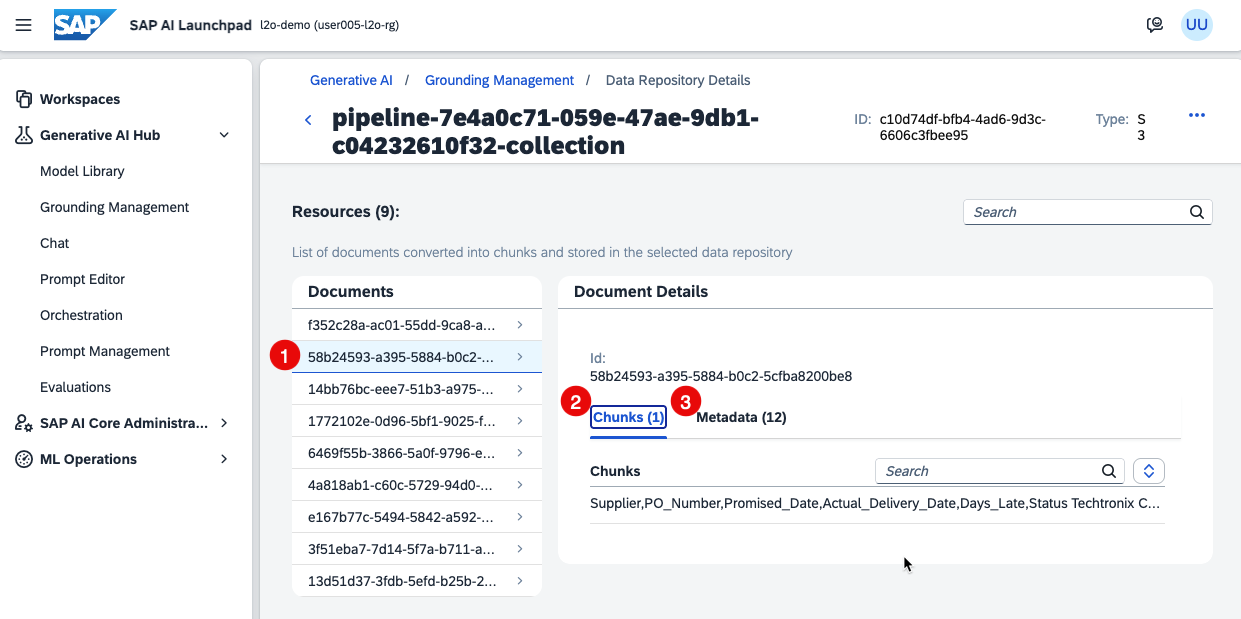 SAP SAP AI Launchpad l2o-demo (user005-l2o-rg) UU
Workspaces
Generative AI Hub
Model Library
Grounding Management
Chat
Prompt Editor
Orchestration
Prompt Management
Evaluations
SAP AI Core Administra...
ML Operations
Generative AI / Grounding Management / Data Repository Details
pipeline-7e4a0c71-059e-47ae-9db1-
c04232610f32-collection
ID: c10d74df-bfb4-4ad6-9d3c-
6606c3fbee95
Type: S
3
Resources (9):
Search
List of documents converted into chunks and stored in the selected data repository
Documents
f352c28a-ac01-55dd-9ca8-a...
1 58b24593-a395-5884-b0c2-...
14bb76bc-eee7-51b3-a975-...
1772102e-0d96-5bf1-9025-f...
6469f55b-3866-5a0f-9796-e...
4a818ab1-c60c-5729-94d0-...
e167b77c-5494-5842-a592-...
3f51eba7-7d14-5f7a-b711-a...
13d51d37-3fdb-5efd-b25b-2...
Document Details
Id:
58b24593-a395-5884-b0c2-5cfba8200be8
2 3
Chunks (1) Metadata (12)
Chunks Search
Supplier,PO_Number,Promised_Date,Actual_Delivery_Date,Days_Late,Status Techtronix C...